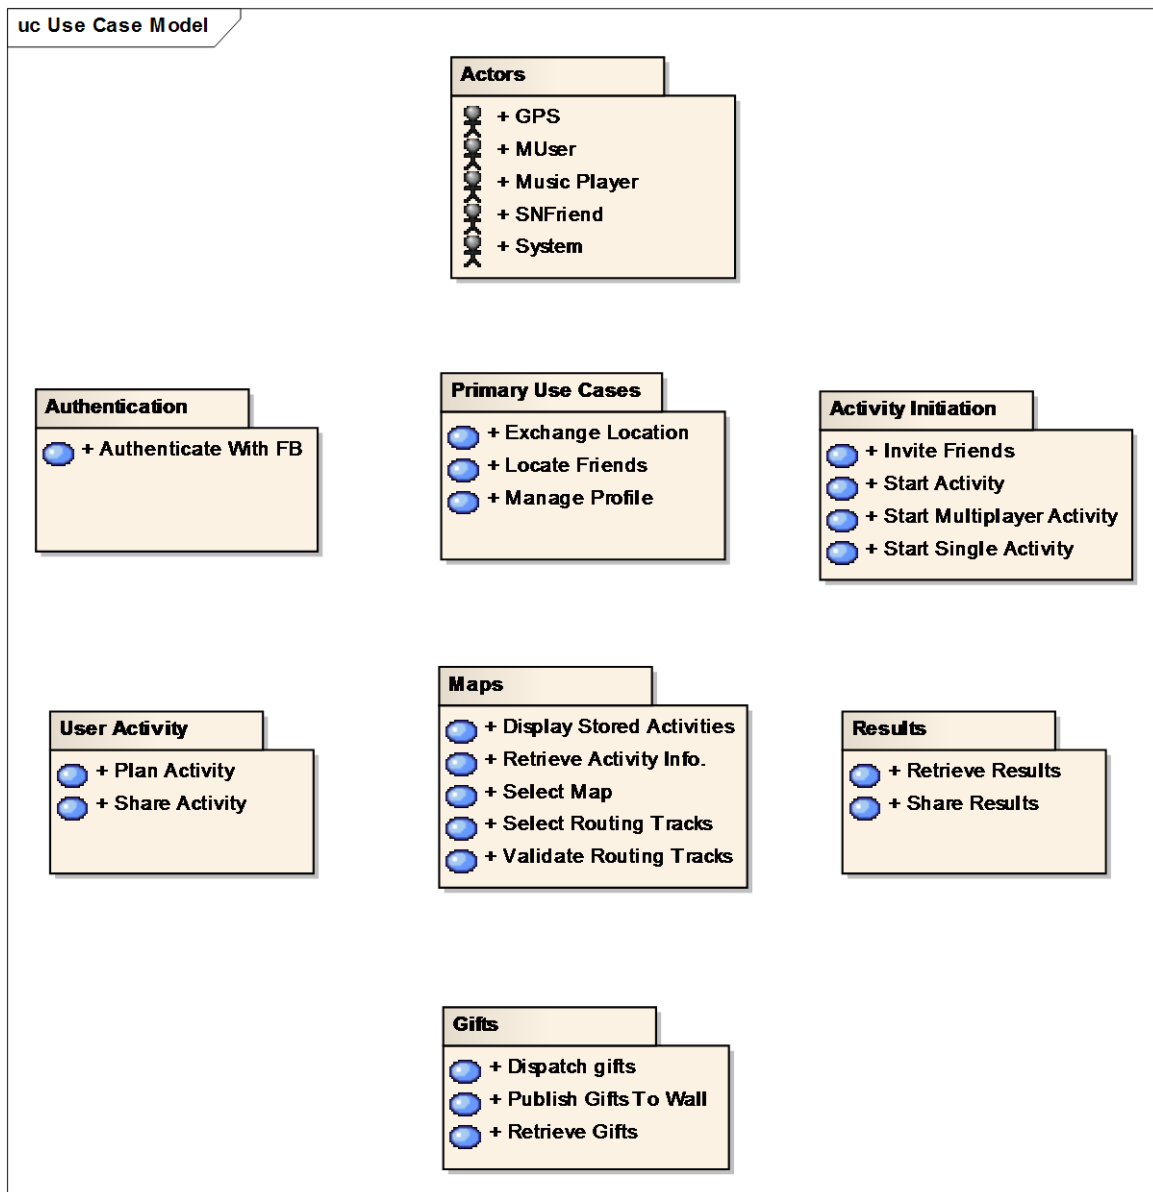 uc Use Case Model
Actors
+ GPS
+ MUser
+ Music Player
+ SNFriend
+ System
Authentication
+ Authenticate With FB
Primary Use Cases
+ Exchange Location
+ Locate Friends
+ Manage Profile
Activity Initiation
+ Invite Friends
+ Start Activity
+ Start Multiplayer Activity
+ Start Single Activity
User Activity
+ Plan Activity
+ Share Activity
Maps
+ Display Stored Activities
+ Retrieve Activity Info.
+ Select Map
+ Select Routing Tracks
+ Validate Routing Tracks
Results
+ Retrieve Results
+ Share Results
Gifts
+ Dispatch gifts
+ Publish Gifts To Wall
+ Retrieve Gifts